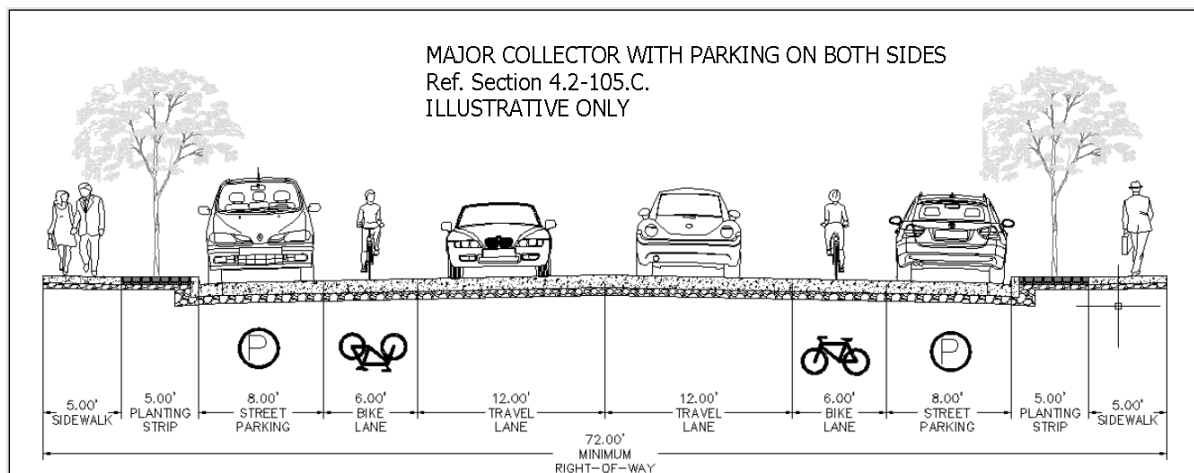 MAJOR COLLECTOR WITH PARKING ON BOTH SIDES
Ref. Section 4.2-105.C.
ILLUSTRATIVE ONLY
P
P
5.00'
SIDEWALK
5.00'
PLANTING
STRIP
8.00'
STREET
PARKING
6.00'
BIKE
LANE
12.00'
TRAVEL
LANE
12.00'
TRAVEL
LANE
6.00'
BIKE
LANE
8.00'
STREET
PARKING
5.00'
PLANTING
STRIP
5.00'
SIDEWALK
72.00'
MINIMUM
RIGHT-OF-WAY